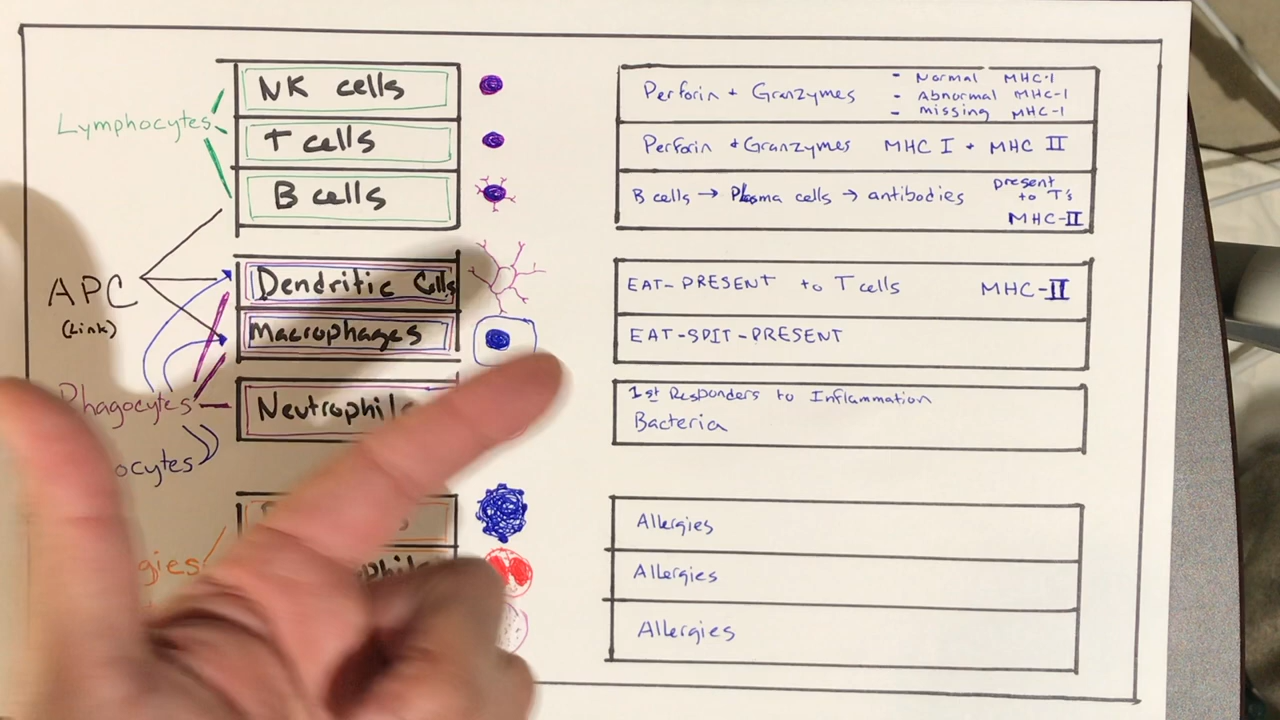 NK cells
Perforin + Granzymes
- Normal MHC-1
- Abnormal MHC-1
- missing MHC-1
Lymphocytes
T cells
Perforin + Granzymes MHC I + MHC II
B cells
B cells → Plasma cells → antibodies
present
to T's
MHC-II
APC
(Link)
Dendritic Cells
EAT-PRESENT to T cells MHC-II
Macrophages
EAT-SPIT-PRESENT
Phagocytes
Neutrophil
1st Responders to Inflammation
Bacteria
ocytes
Allergies
gies
phils
Allergies
Allergies